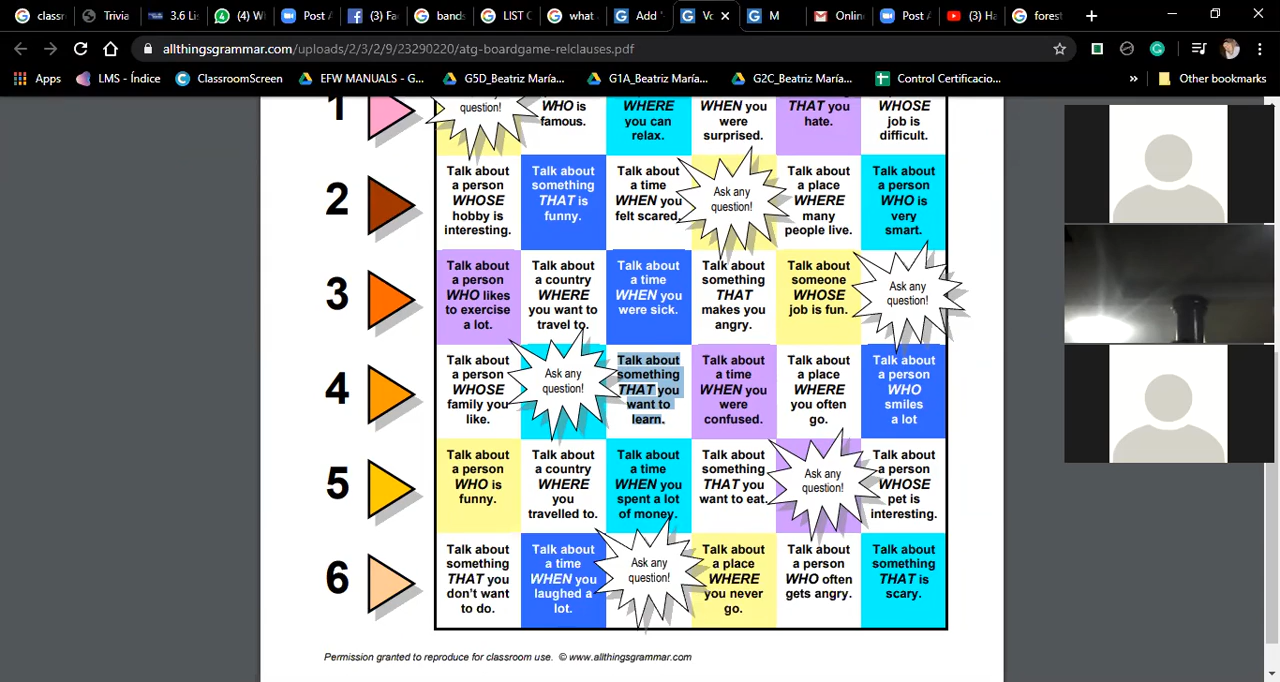 classr
Trivia
3.6 Li
(4) W
Post A
(3) Fa
bands
LIST C
what
Add '
Vo
M
Online
Post A
(3) Ha
forest
allthingsgrammar.com/uploads/2/3/2/9/23290220/atg-boardgame-relclauses.pdf
Apps
LMS - Índice
ClassroomScreen
EFW MANUALS - G...
G5D_Beatriz María...
G1A_Beatriz María...
G2C_Beatriz María...
Control Certificacio...
»
Other bookmarks
1
question!
WHO is
famous.
WHERE
you can
relax.
WHEN you
were
surprised.
THAT you
hate.
WHOSE
job is
difficult.
2
Talk about
a person
WHOSE
hobby is
interesting.
Talk about
something
THAT is
funny.
Talk about
a time
WHEN you
felt scared.
Ask any
question!
Talk about
a place
WHERE
many
people live.
Talk about
a person
WHO is
very
smart.
3
Talk about
a person
WHO likes
to exercise
a lot.
Talk about
a country
WHERE
you want to
travel to.
Talk about
a time
WHEN you
were sick.
Talk about
something
THAT
makes you
angry.
Talk about
someone
WHOSE
job is fun.
Ask any
question!
4
Talk about
a person
WHOSE
family you
like.
Ask any
question!
Talk about
something
THAT you
want to
learn.
Talk about
a time
WHEN you
were
confused.
Talk about
a place
WHERE
you often
go.
Talk about
a person
WHO
smiles
a lot
5
Talk about
a person
WHO is
funny.
Talk about
a country
WHERE
you
travelled to.
Talk about
a time
WHEN you
spent a lot
of money.
Talk about
something
THAT you
want to eat.
Ask any
question!
Talk about
a person
WHOSE
pet is
interesting.
6
Talk about
something
THAT you
don't want
to do.
Talk about
a time
WHEN you
laughed a
lot.
Ask any
question!
Talk about
a place
WHERE
you never
go.
Talk about
a person
WHO often
gets angry.
Talk about
something
THAT is
scary.
Permission granted to reproduce for classroom use. © www.allthingsgrammar.com